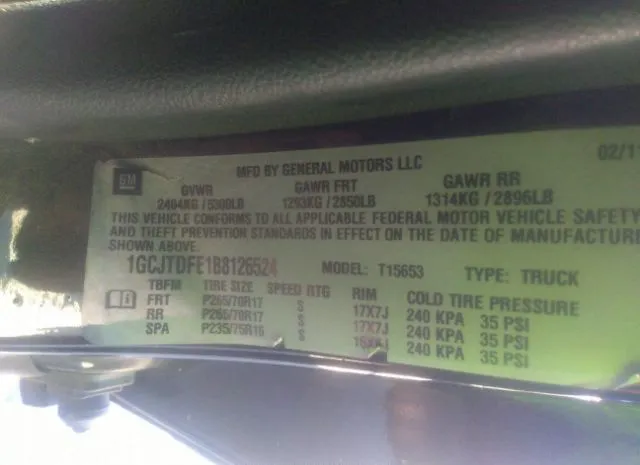 02/11
MFD BY GENERAL MOTORS LLC
GM
GVWR GAWR FRT GAWR RR
2404KG / 5300LB 1293KG / 2850LB 1314KG / 2896LB
THIS VEHICLE CONFORMS TO ALL APPLICABLE FEDERAL MOTOR VEHICLE SAFETY
AND THEFT PREVENTION STANDARDS IN EFFECT ON THE DATE OF MANUFACTURE
SHOWN ABOVE.
1GCJTDFE1B8126524 MODEL: T15653 TYPE: TRUCK
TBFM TIRE SIZE SPEED RTG RIM COLD TIRE PRESSURE
FRT P265/70R17 S 17X7J 240 KPA 35 PSI
RR P265/70R17 S 17X7J 240 KPA 35 PSI
SPA P235/75R16 S 240 KPA 35 PSI